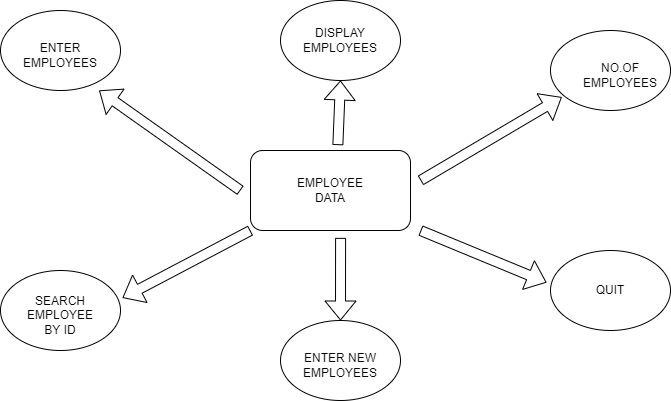 ENTER
EMPLOYEES
DISPLAY
EMPLOYEES
NO.OF
EMPLOYEES
EMPLOYEE
DATA
SEARCH
EMPLOYEE
BY ID
ENTER NEW
EMPLOYEES
QUIT